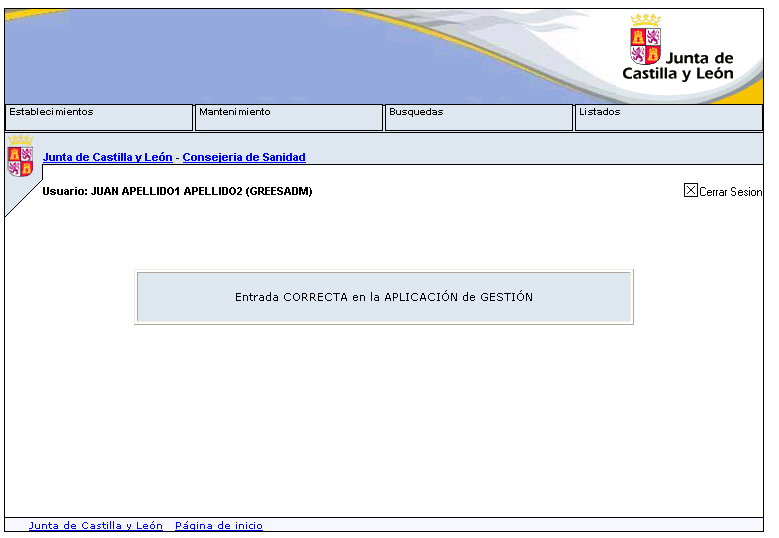 Junta de
Castilla y León
Establecimientos Mantenimiento Busquedas Listados
Junta de Castilla y León - Consejeria de Sanidad
Usuario: JUAN APELLIDO1 APELLIDO2 (GREESADM) Cerrar Sesion
Entrada CORRECTA en la APLICACIÓN de GESTIÓN
Junta de Castilla y León Página de inicio